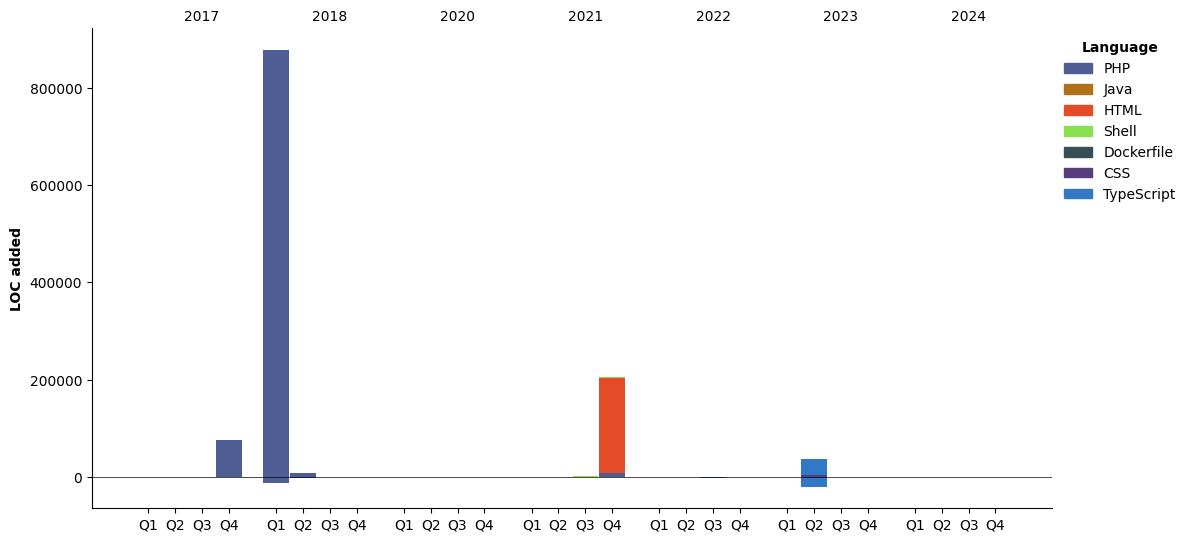 2017 2018 2020 2021 2022 2023 2024
Language
PHP
Java
HTML
Shell
Dockerfile
CSS
TypeScript
800000
600000
400000
200000
0
LOC added
Q1 Q2 Q3 Q4 Q1 Q2 Q3 Q4 Q1 Q2 Q3 Q4 Q1 Q2 Q3 Q4 Q1 Q2 Q3 Q4 Q1 Q2 Q3 Q4 Q1 Q2 Q3 Q4